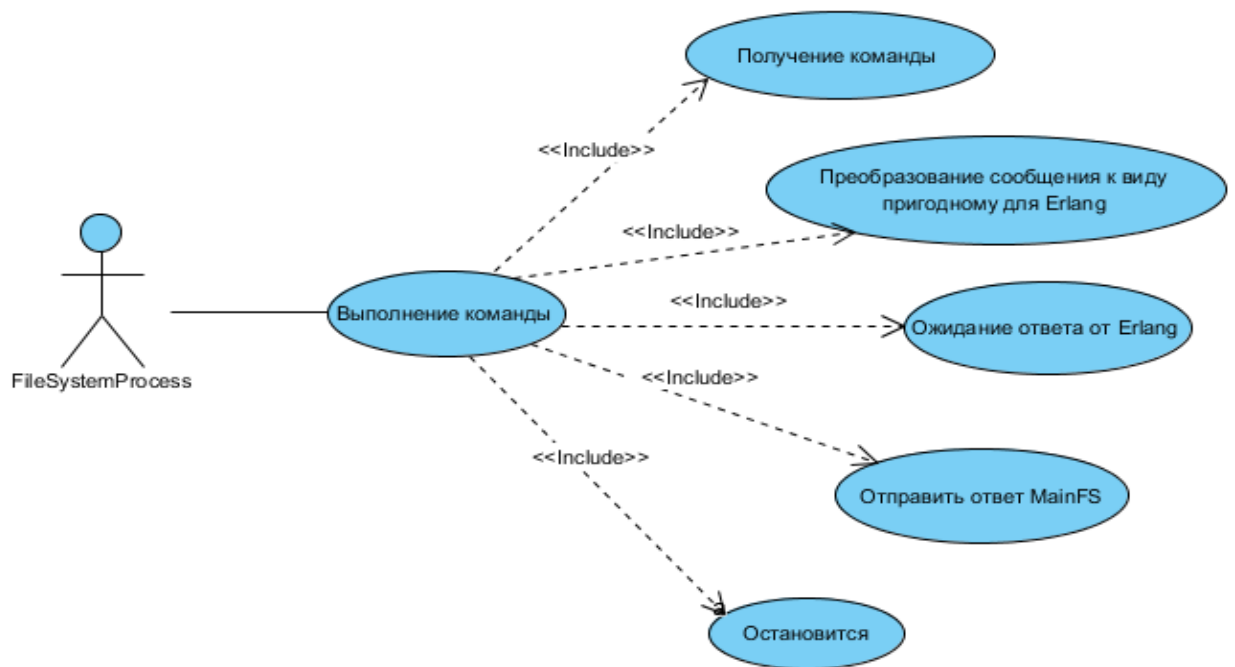 Получение команды
<<Include>>
Преобразование сообщения к виду
пригодному для Erlang
<<Include>>
<<Include>>
Выполнение команды
Ожидание ответа от Erlang
FileSystemProcess
<<Include>>
<<Include>>
Отправить ответ MainFS
Остановится